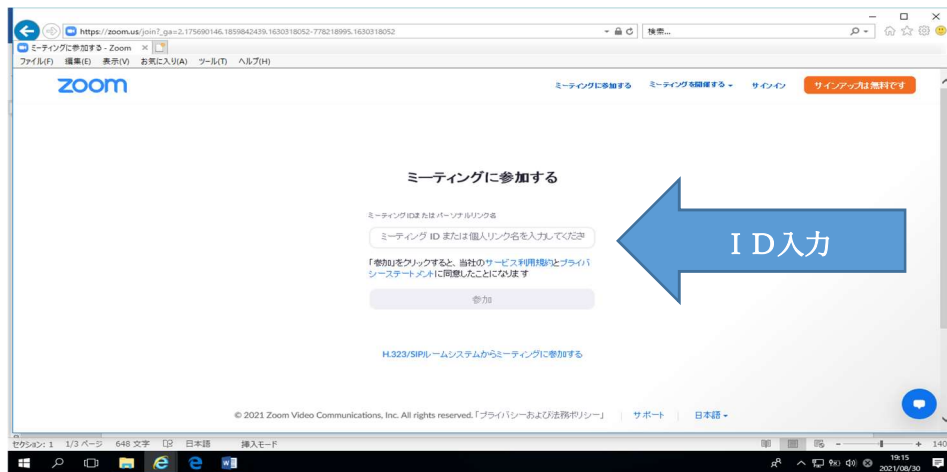 https://zoom.us/join?_ga=2.175690146.1859842439.1630318052-778218995.1630318052
検索...
ミーティングに参加する - Zoom
ファイル(F) 編集(E) 表示(V) お気に入り(A) ツール(T) ヘルプ(H)
zoom
ミーティングに参加する ミーティングを開催する サインイン サインアップは無料です
ミーティングに参加する
ミーティングIDまたはパーソナルリンク名
ミーティング ID または個人リンク名を入力してくださ
ＩＤ入力
「参加」をクリックすると、当社のサービス利用規約とプライバ
シーステートメントに同意したことになります
参加
H.323/SIPルームシステムからミーティングに参加する
© 2021 Zoom Video Communications, Inc. All rights reserved.「プライバシーおよび法務ポリシー」 サポート 日本語
セクション: 1 1/3 ページ 648 文字 日本語 挿入モード
140
19:15
2021/08/30